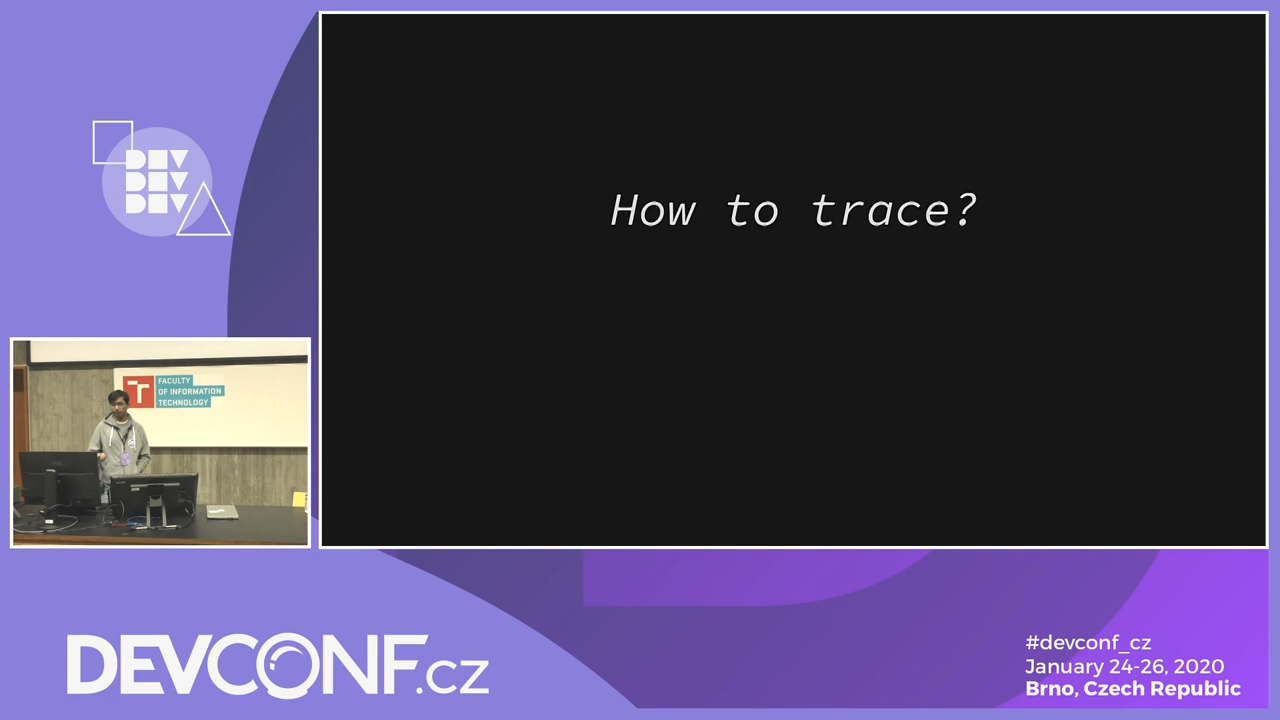 How to trace?
DEV
DEV
DEV
FACULTY
OF INFORMATION
TECHNOLOGY
DEVCONF.cz
#devconf_cz
January 24-26, 2020
Brno, Czech Republic